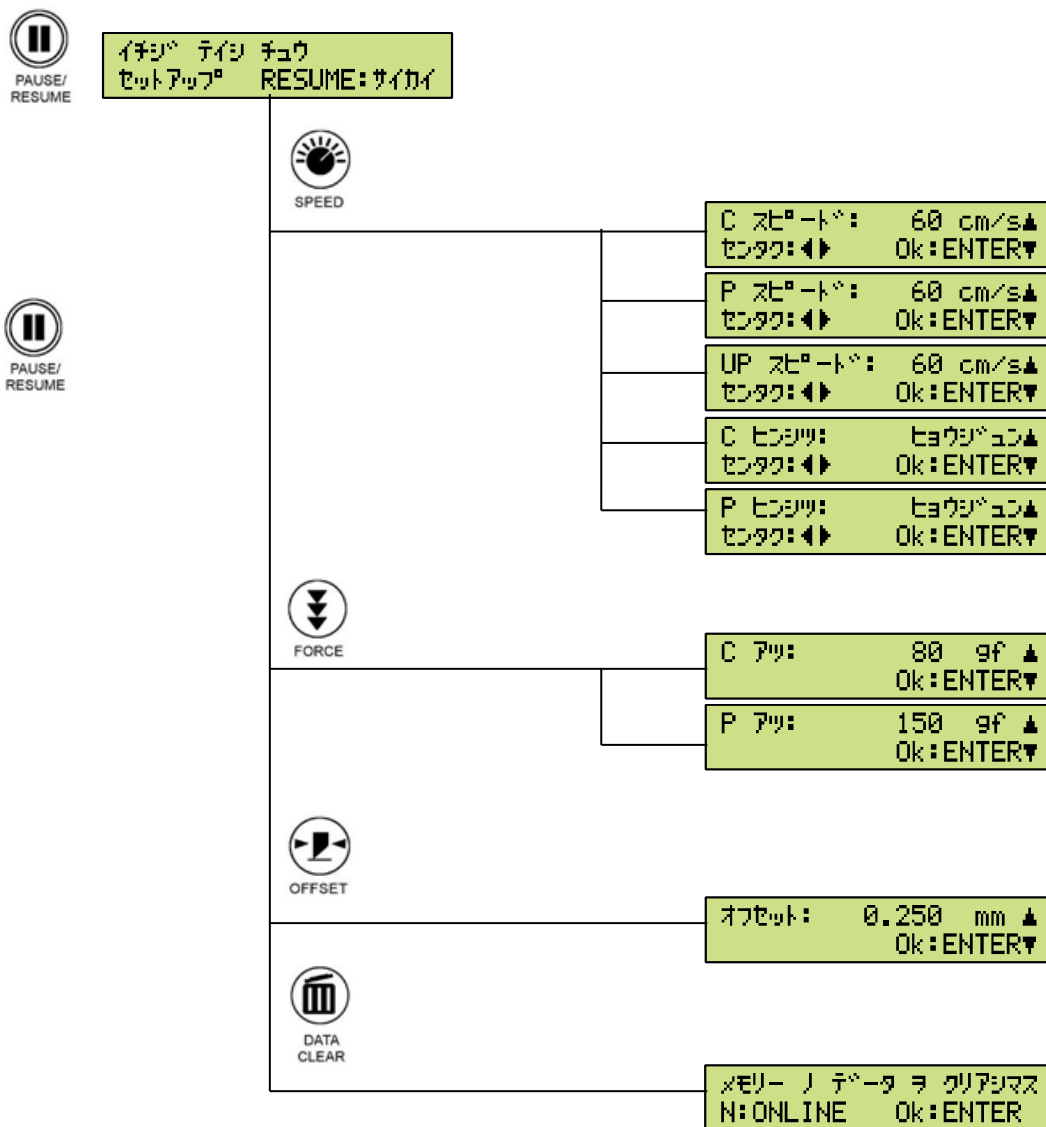 PAUSE/
RESUME
イチジ テイシ チュウ
セットアップ RESUME:サイカイ
SPEED
C スピード: 60 cm/s▲
センタク:◀▶ Ok:ENTER▼
P スピード: 60 cm/s▲
センタク:◀▶ Ok:ENTER▼
PAUSE/
RESUME
UP スピード: 60 cm/s▲
センタク:◀▶ Ok:ENTER▼
C ヒンシツ: ヒョウジュン▲
センタク:◀▶ Ok:ENTER▼
P ヒンシツ: ヒョウジュン▲
センタク:◀▶ Ok:ENTER▼
FORCE
C アツ: 80 gf ▲
Ok:ENTER▼
P アツ: 150 gf ▲
Ok:ENTER▼
OFFSET
オフセット: 0.250 mm ▲
Ok:ENTER▼
DATA
CLEAR
メモリー ノ データ ヲ クリアシマス
N:ONLINE Ok:ENTER